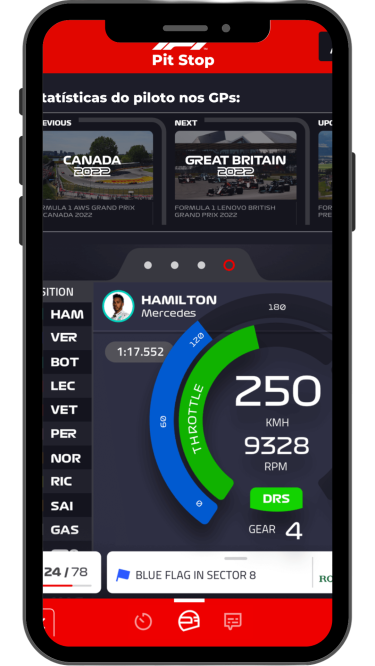 Pit Stop
tatísticas do piloto nos GPs:
EVIOUS
NEXT
UPC
CANADA
2022
GREAT BRITAIN
2022
RMULA 1 AWS GRAND PRIX
CANADA 2022
FORMULA 1 LENOVO BRITISH
GRAND PRIX 2022
FOR
PRE
SITION
HAM
VER
BOT
LEC
VET
PER
NOR
RIC
SAI
GAS
HAMILTON
Mercedes
1:17.552
180
120
60
0
THROTTLE
250
KMH
9328
RPM
DRS
GEAR 4
24 / 78
BLUE FLAG IN SECTOR 8
RO